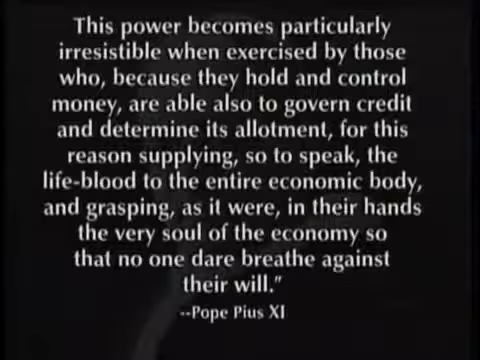 This power becomes particularly
irresistible when exercised by those
who, because they hold and control
money, are able also to govern credit
and determine its allotment, for this
reason supplying, so to speak, the
life-blood to the entire economic body,
and grasping, as it were, in their hands
the very soul of the economy so
that no one dare breathe against
their will.”
--Pope Pius XI